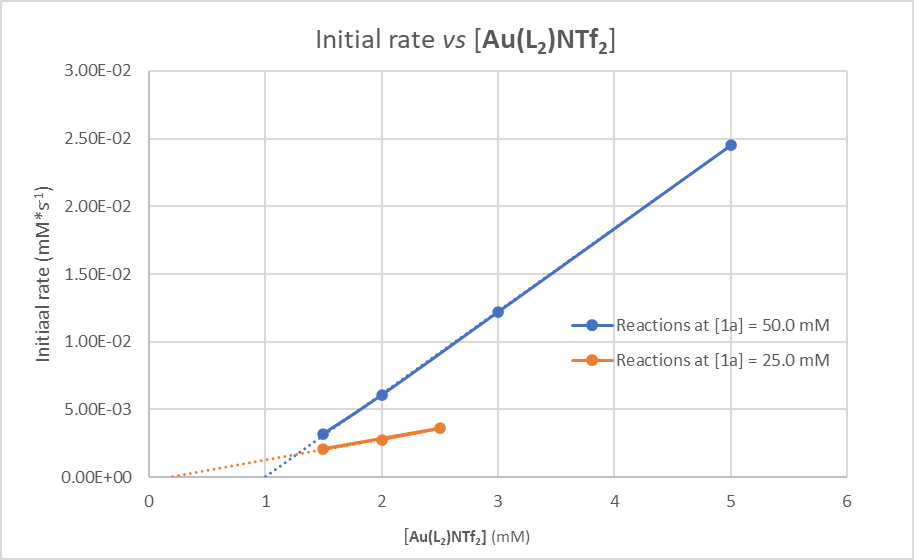 Initial rate vs [Au(L₂)NTf₂]
3.00E-02
2.50E-02
2.00E-02
1.50E-02
1.00E-02
5.00E-03
0.00E+00
Initiaal rate (mM*s⁻¹)
Reactions at [1a] = 50.0 mM
Reactions at [1a] = 25.0 mM
0 1 2 3 4 5 6
[Au(L₂)NTf₂] (mM)